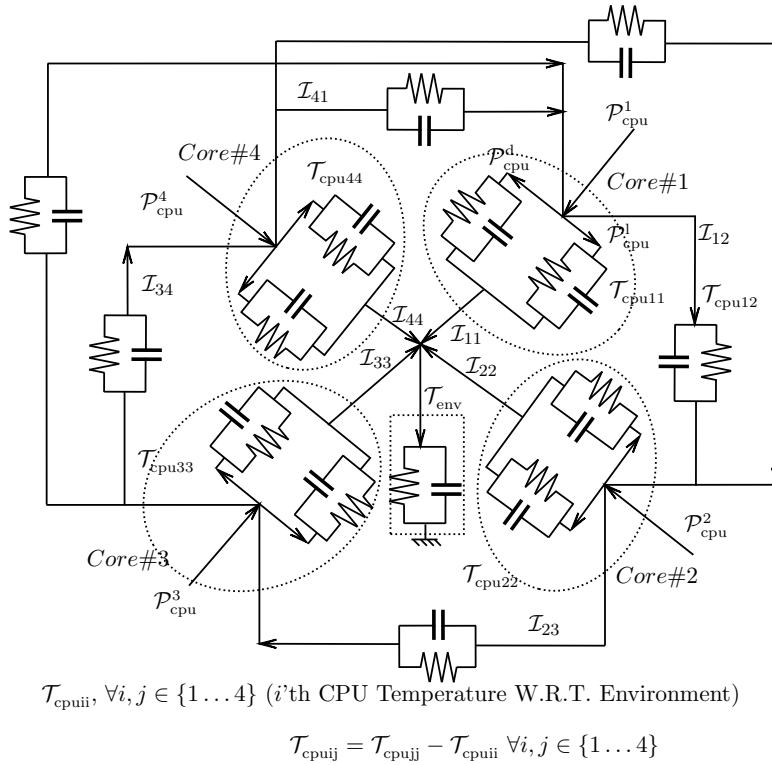 𝓘₄₁
𝓟¹cpu
Core#4
𝓣cpu44
𝓟ᵈcpu
Core#1
𝓟⁴cpu
𝓟ˡcpu
𝓘₁₂
𝓘₃₄
𝓣cpu11
𝓣cpu12
𝓘₄₄
𝓘₁₁
𝓘₃₃
𝓘₂₂
𝓣env
𝓣cpu33
𝓟²cpu
Core#3
𝓣cpu22
Core#2
𝓟³cpu
𝓘₂₃
𝓣cpuii, ∀i, j ∈ {1 … 4} (i'th CPU Temperature W.R.T. Environment)
𝓣cpuij = 𝓣cpujj − 𝓣cpuii ∀i, j ∈ {1 … 4}